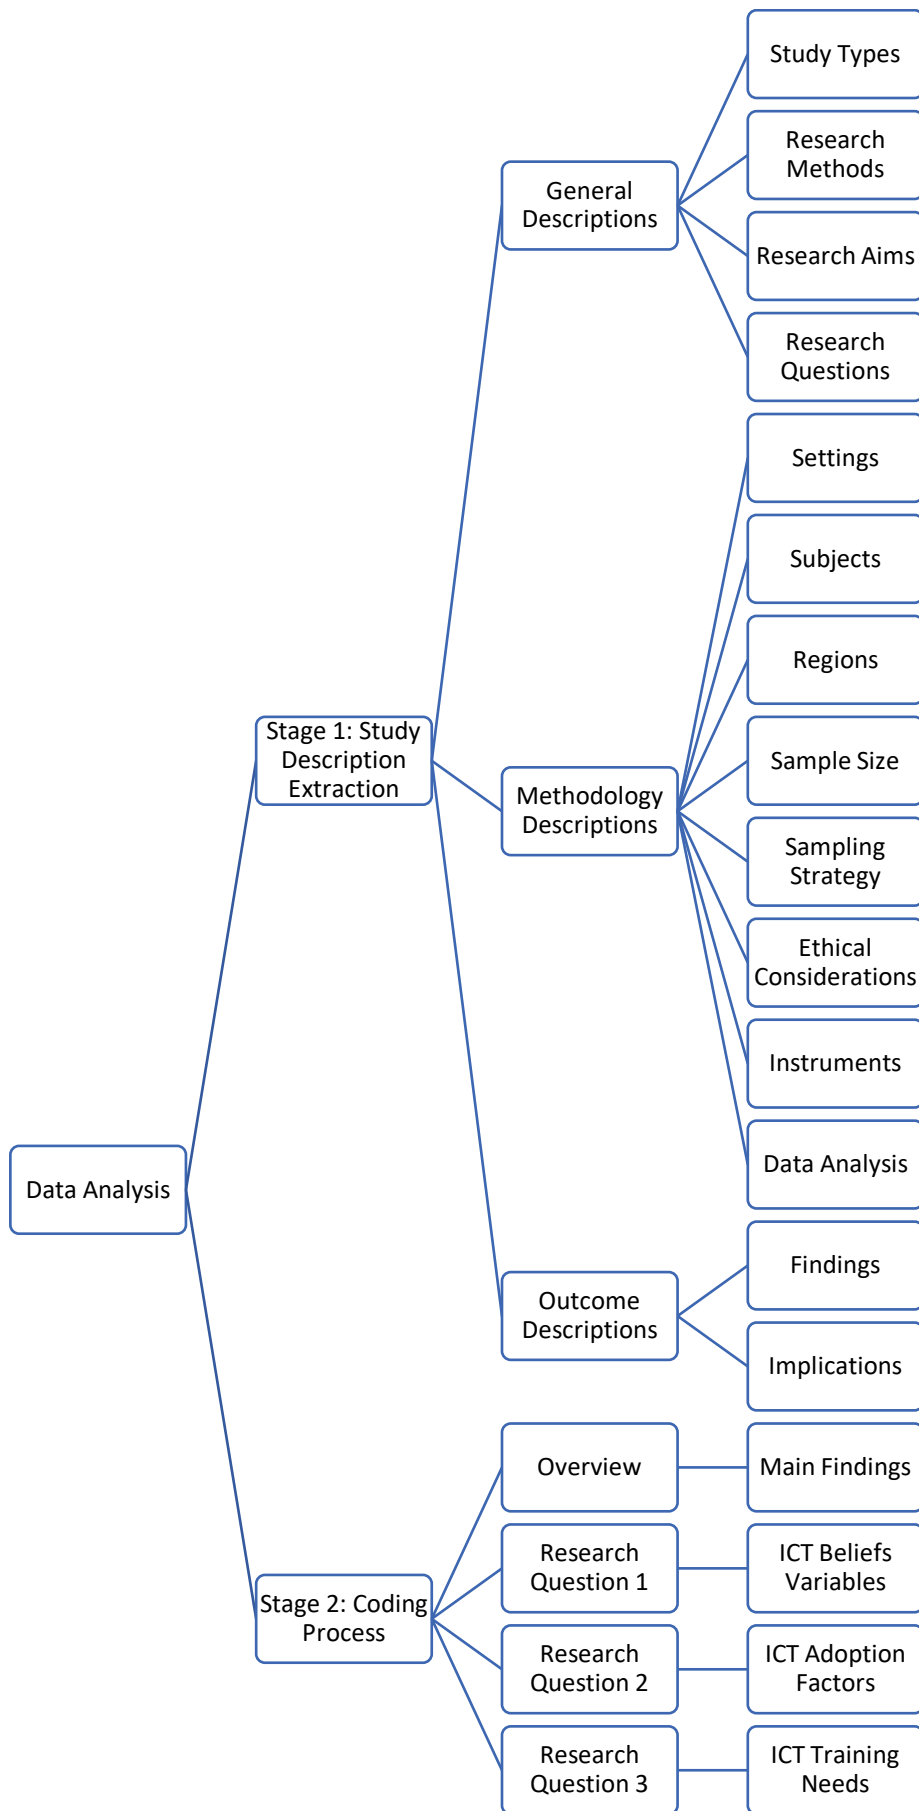 Study Types
Research
Methods
General
Descriptions
Research Aims
Research
Questions
Settings
Subjects
Regions
Stage 1: Study
Description
Extraction
Sample Size
Methodology
Descriptions
Sampling
Strategy
Ethical
Considerations
Instruments
Data Analysis
Data Analysis
Findings
Outcome
Descriptions
Implications
Overview
Main Findings
Research
Question 1
ICT Beliefs
Variables
Stage 2: Coding
Process
Research
Question 2
ICT Adoption
Factors
Research
Question 3
ICT Training
Needs